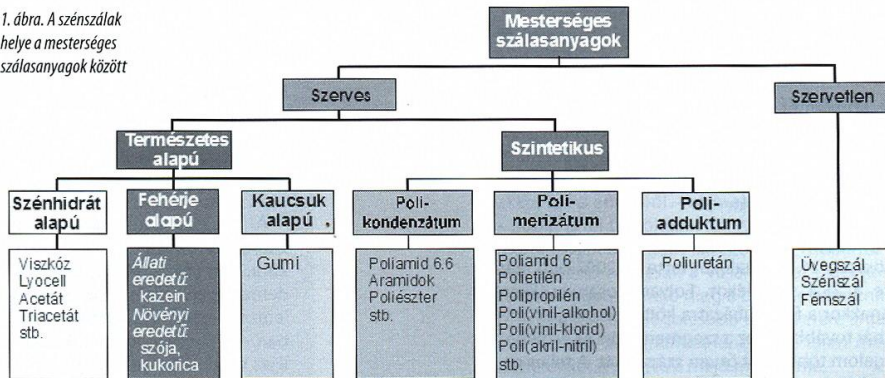 1. ábra. A szénszálak
helye a mesterséges
szálasanyagok között
Mesterséges
szálasanyagok
Szerves
Szervetlen
Természetes
alapú
Szintetikus
Szénhidrát
alapú
Fehérje
alapú
Kaucsuk
alapú
Poli-
kondenzátum
Poli-
merizátum
Poli-
adduktum
Viszkóz
Lyocell
Acetát
Triacetát
stb.
Állati
eredetű:
kazein
Növényi
eredetű:
szója,
kukorica
Gumi
Poliamid 6.6
Aramidok
Poliészter
stb.
Poliamid 6
Polietilén
Polipropilén
Poli(vinil-alkohol)
Poli(vinil-klorid)
Poli(akril-nitril)
stb.
Poliuretán
Üvegszál
Szénszál
Fémszál